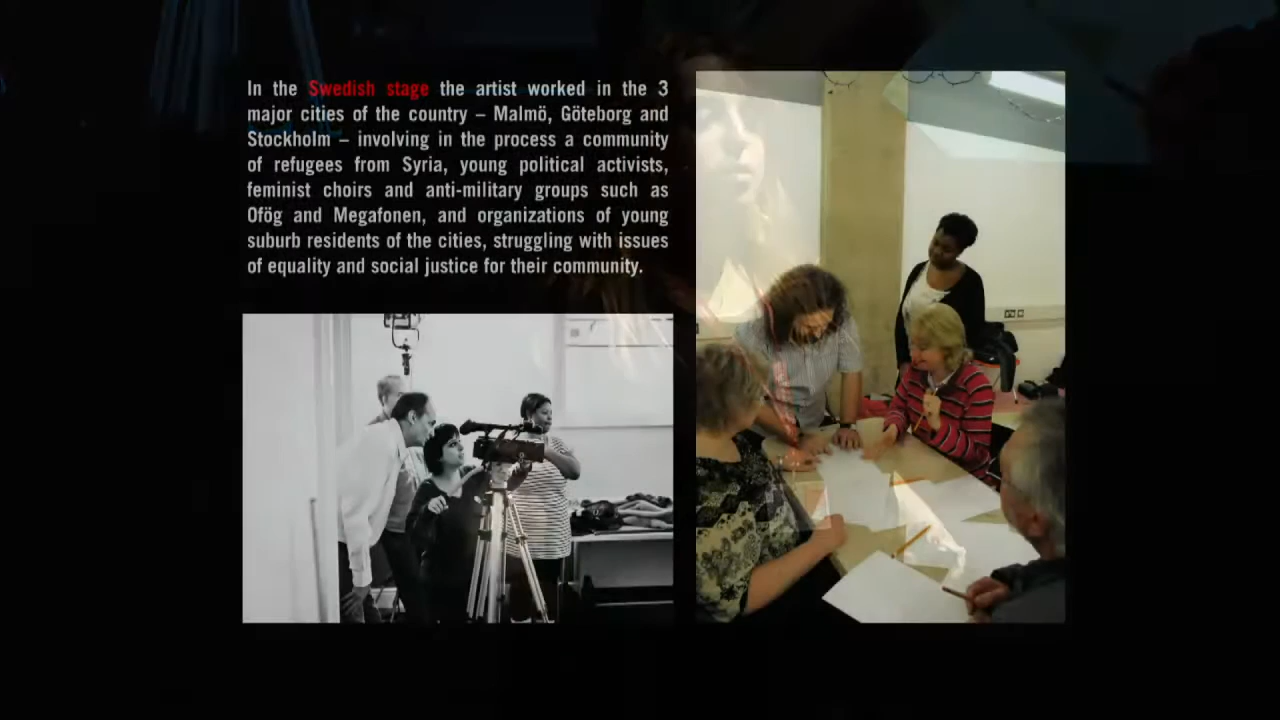 In the Swedish stage the artist worked in the 3
major cities of the country – Malmö, Göteborg and
Stockholm – involving in the process a community
of refugees from Syria, young political activists,
feminist choirs and anti-military groups such as
Ofög and Megafonen, and organizations of young
suburb residents of the cities, struggling with issues
of equality and social justice for their community.